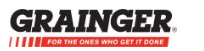 GRAINGER®
FOR THE ONES WHO GET IT DONE